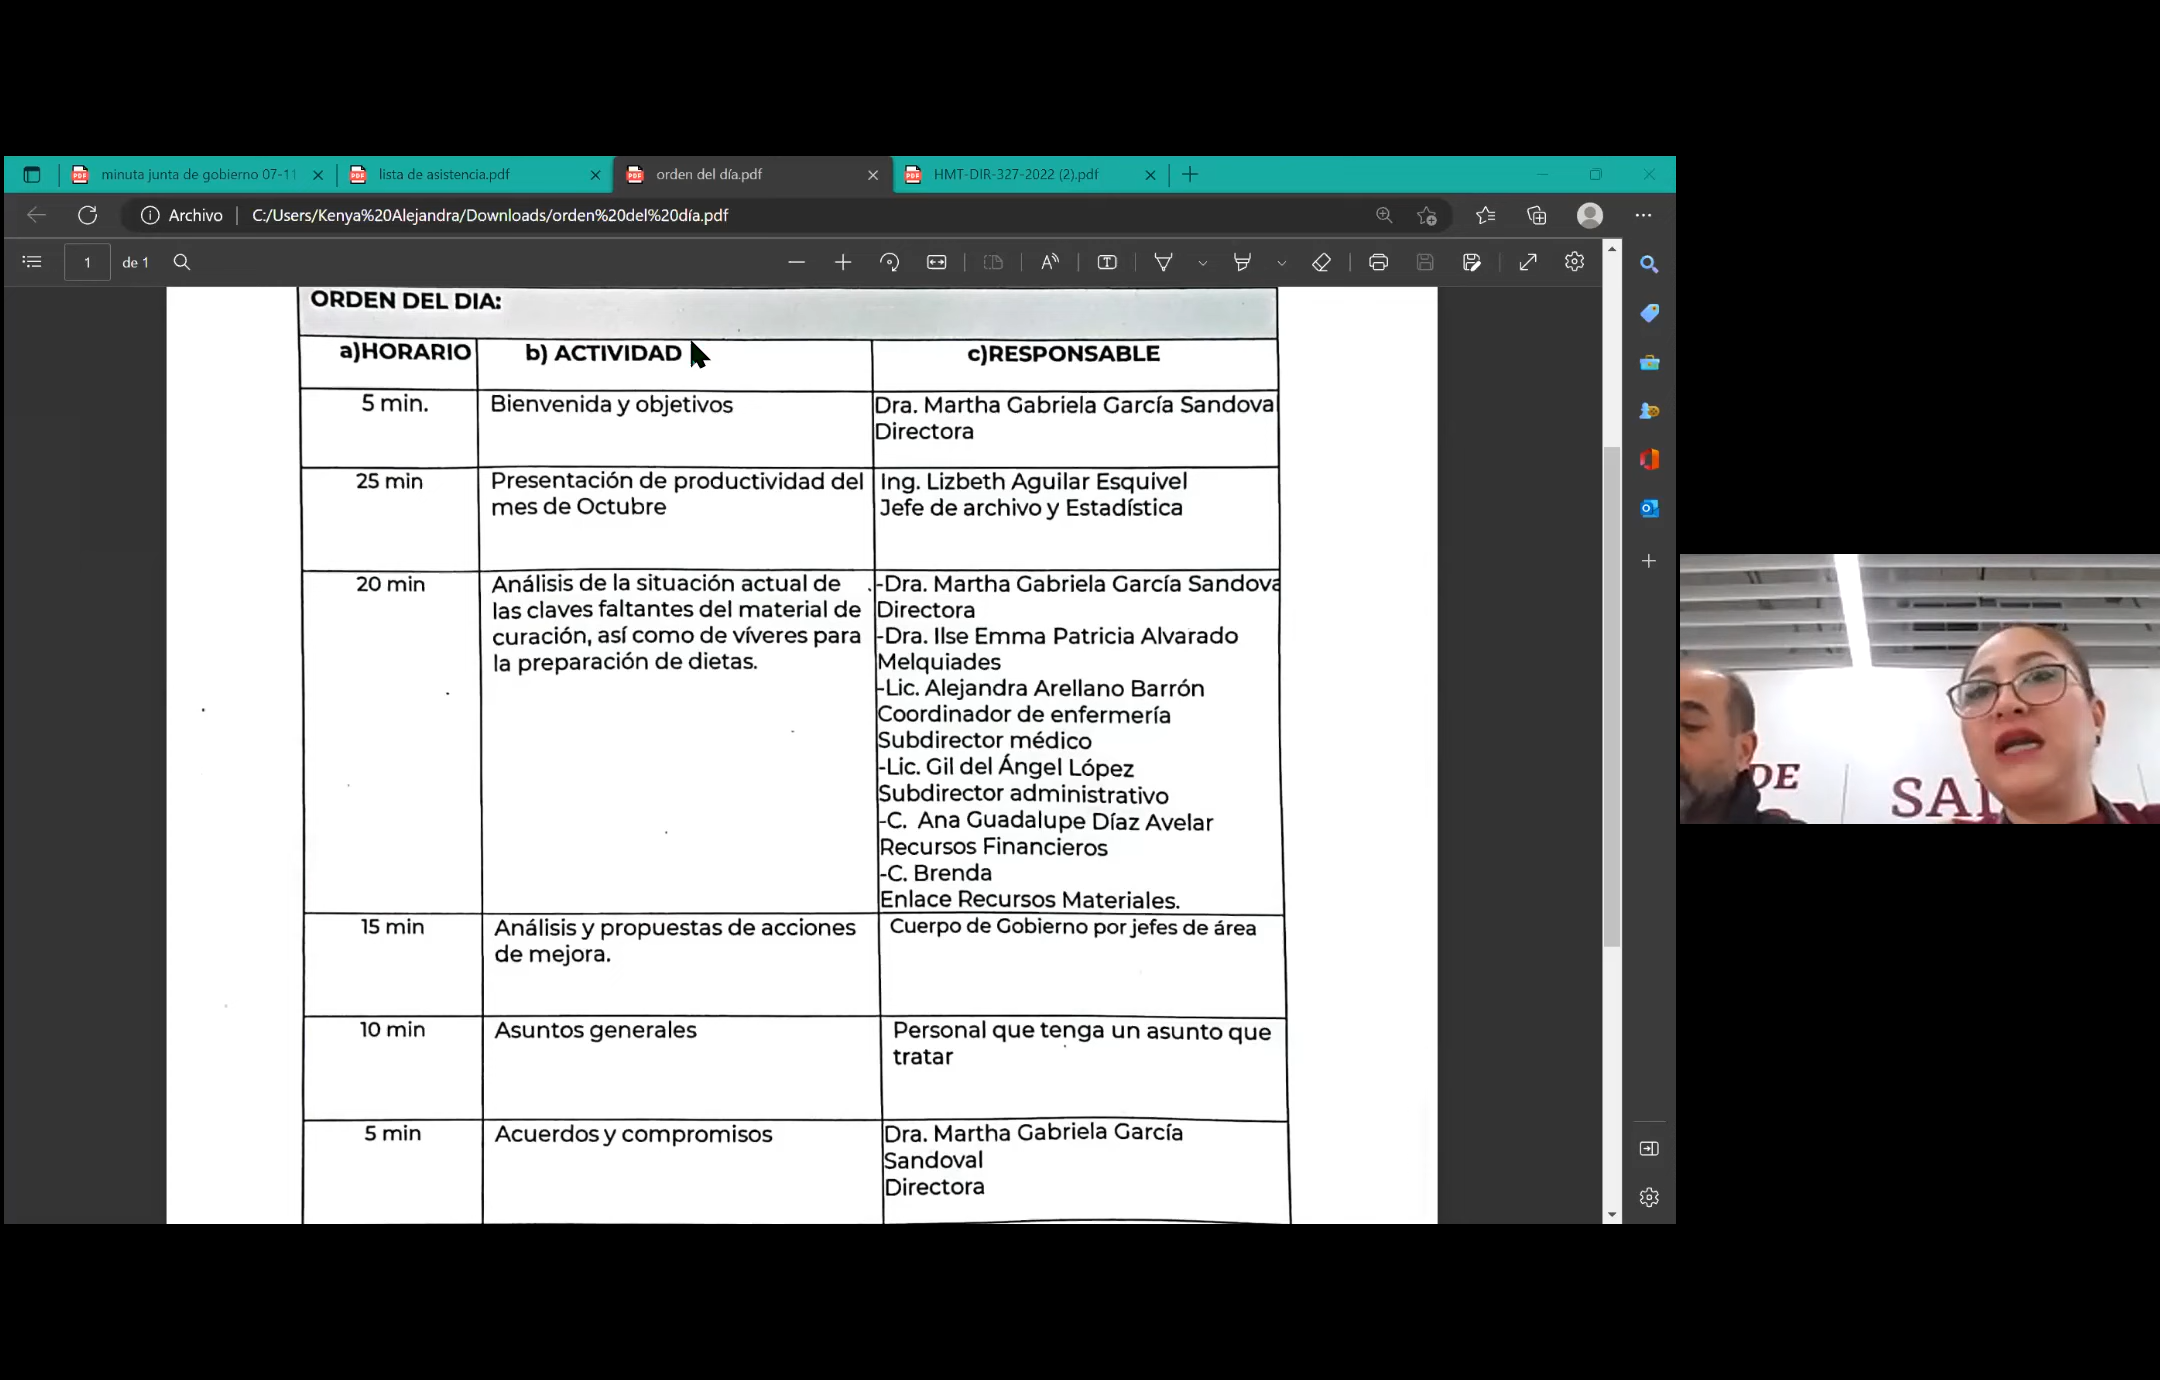 minuta junta de gobierno 07-11
lista de asistencia.pdf
orden del día.pdf
HMT-DIR-327-2022 (2).pdf
Archivo
C:/Users/Kenya%20Alejandra/Downloads/orden%20del%20día.pdf
1
de 1
ORDEN DEL DIA:
a)HORARIO
b) ACTIVIDAD
c)RESPONSABLE
5 min.
Bienvenida y objetivos
Dra. Martha Gabriela García Sandoval
Directora
25 min
Presentación de productividad del
mes de Octubre
Ing. Lizbeth Aguilar Esquivel
Jefe de archivo y Estadística
20 min
Análisis de la situación actual de
las claves faltantes del material de
curación, así como de víveres para
la preparación de dietas.
-Dra. Martha Gabriela García Sandova
Directora
-Dra. Ilse Emma Patricia Alvarado
Melquiades
-Lic. Alejandra Arellano Barrón
Coordinador de enfermería
Subdirector médico
-Lic. Gil del Ángel López
Subdirector administrativo
-C. Ana Guadalupe Díaz Avelar
Recursos Financieros
-C. Brenda
Enlace Recursos Materiales.
15 min
Análisis y propuestas de acciones
de mejora.
Cuerpo de Gobierno por jefes de área
10 min
Asuntos generales
Personal que tenga un asunto que
tratar
5 min
Acuerdos y compromisos
Dra. Martha Gabriela García
Sandoval
Directora
DE
SAL